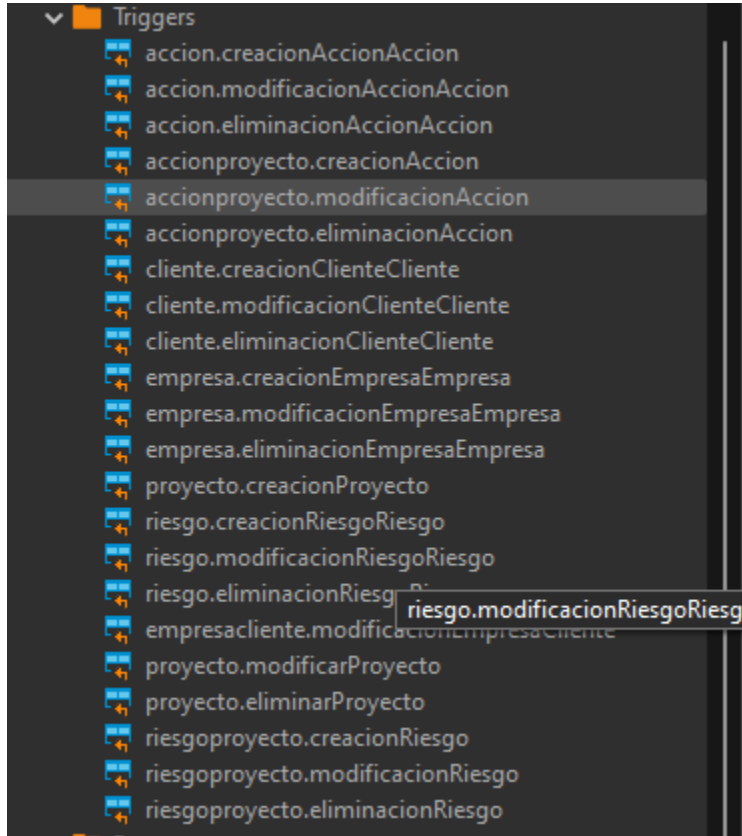 Triggers
accion.creacionAccionAccion
accion.modificacionAccionAccion
accion.eliminacionAccionAccion
accionproyecto.creacionAccion
accionproyecto.modificacionAccion
accionproyecto.eliminacionAccion
cliente.creacionClienteCliente
cliente.modificacionClienteCliente
cliente.eliminacionClienteCliente
empresa.creacionEmpresaEmpresa
empresa.modificacionEmpresaEmpresa
empresa.eliminacionEmpresaEmpresa
proyecto.creacionProyecto
riesgo.creacionRiesgoRiesgo
riesgo.modificacionRiesgoRiesgo
riesgo.eliminacionRiesg
riesgo.modificacionRiesgoRiesg
empresacliente.modificacionEmpresaCliente
proyecto.modificarProyecto
proyecto.eliminarProyecto
riesgoproyecto.creacionRiesgo
riesgoproyecto.modificacionRiesgo
riesgoproyecto.eliminacionRiesgo